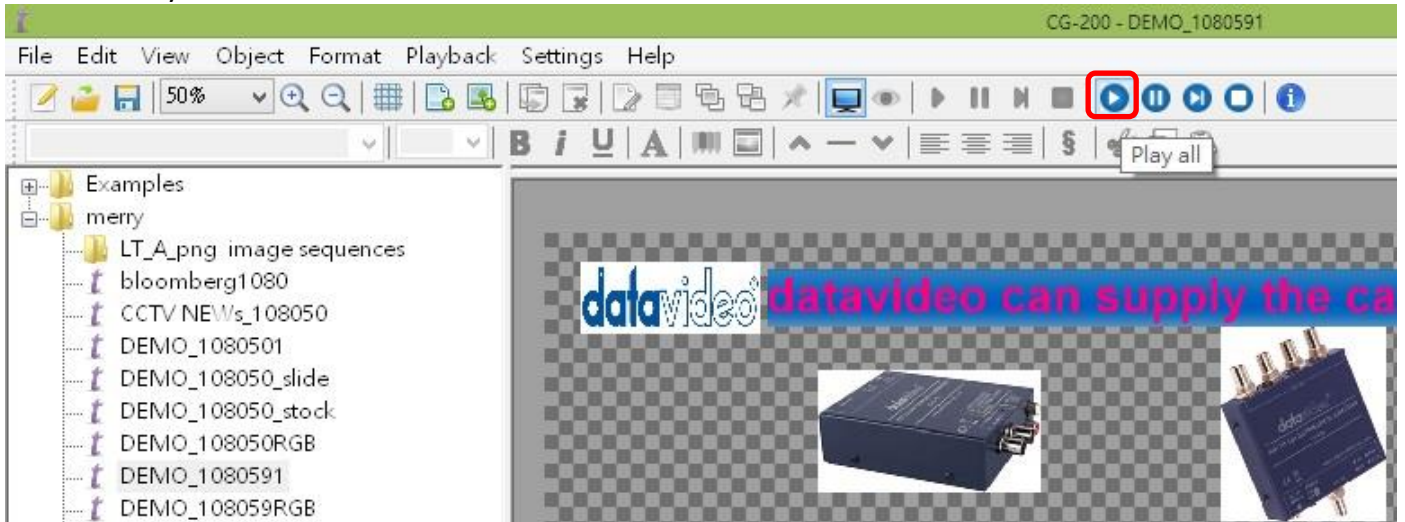 CG-200 - DEMO_1080591
File Edit View Object Format Playback Settings Help
50%
B i U A §
Play all
Examples
merry
LT_A_png image sequences
bloomberg1080
CCTV NEWs_108050
DEMO_1080501
DEMO_108050_slide
DEMO_108050_stock
DEMO_108050RGB
DEMO_1080591
DEMO_108059RGB
datavideo datavideo can supply the ca
datavideo